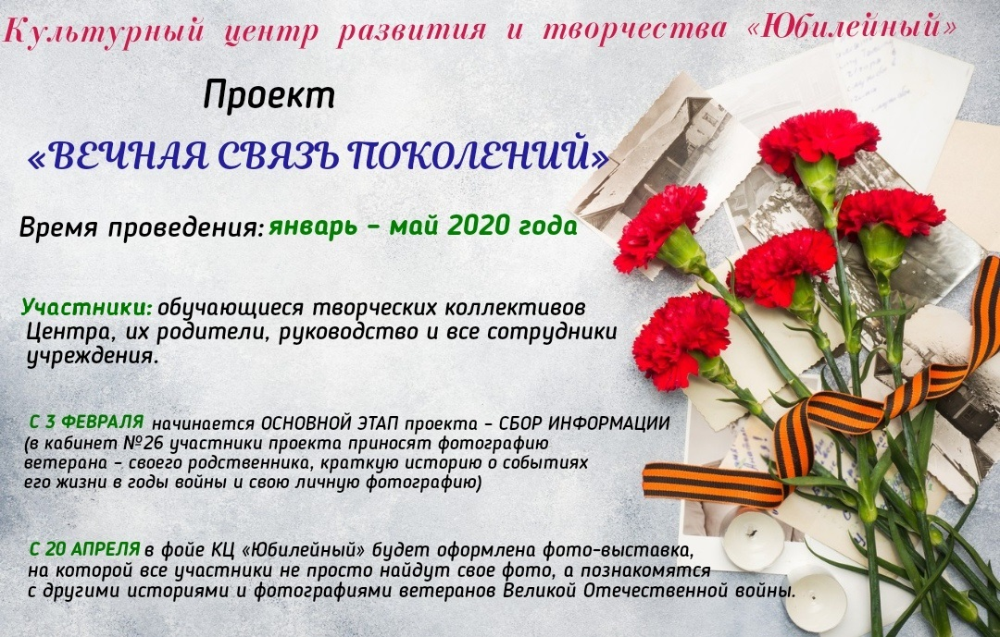 Культурный центр развития и творчества «Юбилейный»
Проект
«ВЕЧНАЯ СВЯЗЬ ПОКОЛЕНИЙ»
Время проведения: январь – май 2020 года
Участники: обучающиеся творческих коллективов
Центра, их родители, руководство и все сотрудники
учреждения.
С 3 ФЕВРАЛЯ начинается ОСНОВНОЙ ЭТАП проекта – СБОР ИНФОРМАЦИИ
(в кабинет №26 участники проекта приносят фотографию
ветерана – своего родственника, краткую историю о событиях
его жизни в годы войны и свою личную фотографию)
С 20 АПРЕЛЯ в фойе КЦ «Юбилейный» будет оформлена фото-выставка,
на которой все участники не просто найдут свое фото, а познакомятся
с другими историями и фотографиями ветеранов Великой Отечественной войны.